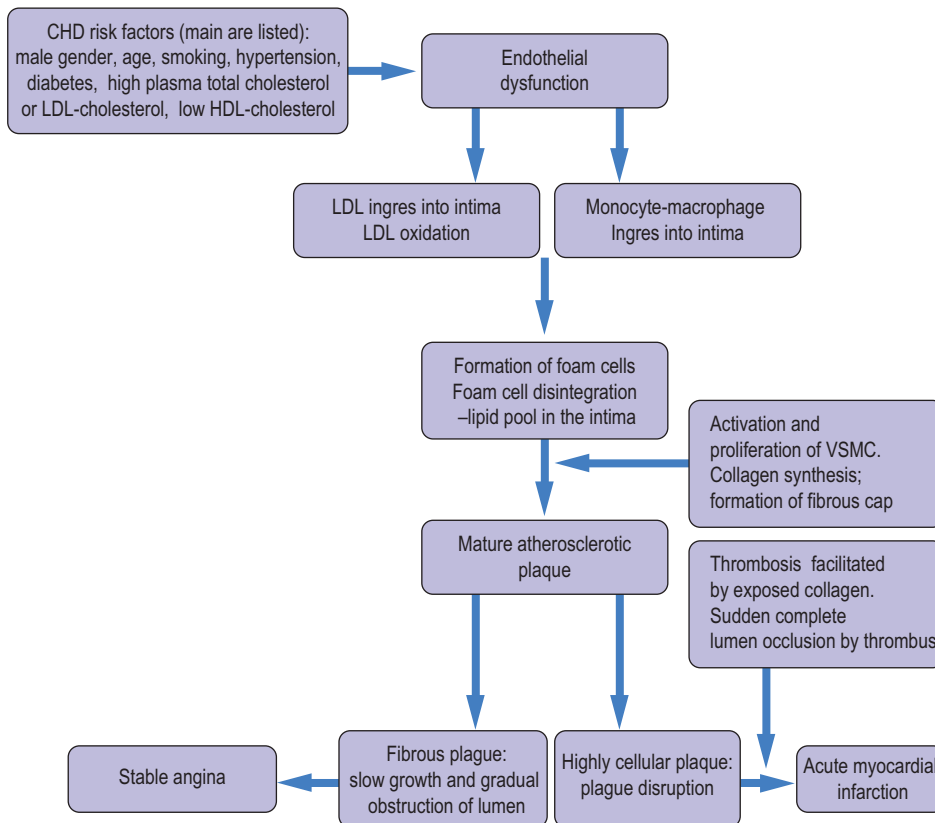 CHD risk factors (main are listed):
male gender, age, smoking, hypertension,
diabetes, high plasma total cholesterol
or LDL-cholesterol, low HDL-cholesterol
Endothelial
dysfunction
LDL ingres into intima
LDL oxidation
Monocyte-macrophage
Ingres into intima
Formation of foam cells
Foam cell disintegration
–lipid pool in the intima
Activation and
proliferation of VSMC.
Collagen synthesis;
formation of fibrous cap
Mature atherosclerotic
plaque
Thrombosis facilitated
by exposed collagen.
Sudden complete
lumen occlusion by thrombus
Stable angina
Fibrous plague:
slow growth and gradual
obstruction of lumen
Highly cellular plaque:
plague disruption
Acute myocardial
infarction